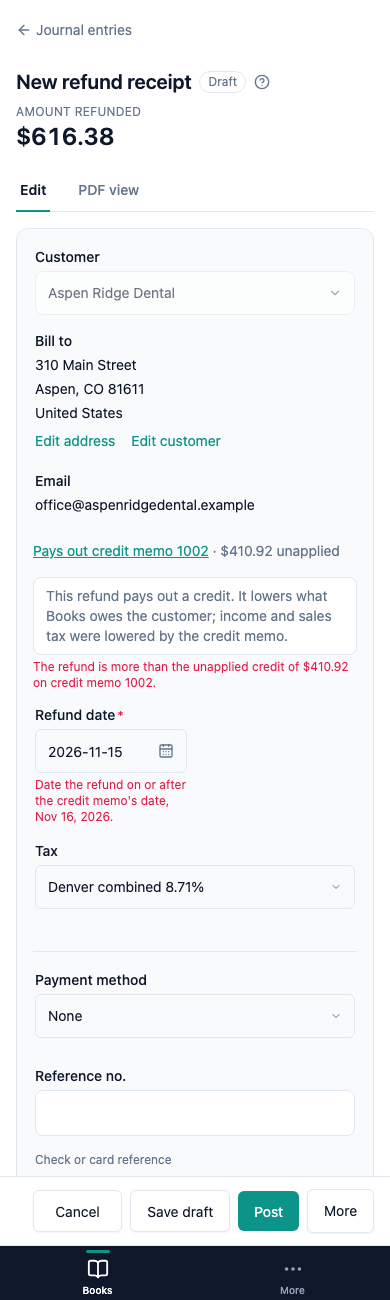 Journal entries
New refund receipt Draft
AMOUNT REFUNDED
$616.38
Edit PDF view
Customer
Aspen Ridge Dental
Bill to
310 Main Street
Aspen, CO 81611
United States
Edit address Edit customer
Email
office@aspenridgedental.example
Pays out credit memo 1002 · $410.92 unapplied
This refund pays out a credit. It lowers what
Books owes the customer; income and sales
tax were lowered by the credit memo.
The refund is more than the unapplied credit of $410.92
on credit memo 1002.
Refund date *
2026-11-15
Date the refund on or after
the credit memo's date,
Nov 16, 2026.
Tax
Denver combined 8.71%
Payment method
None
Reference no.
Check or card reference
Cancel Save draft Post More
Books More